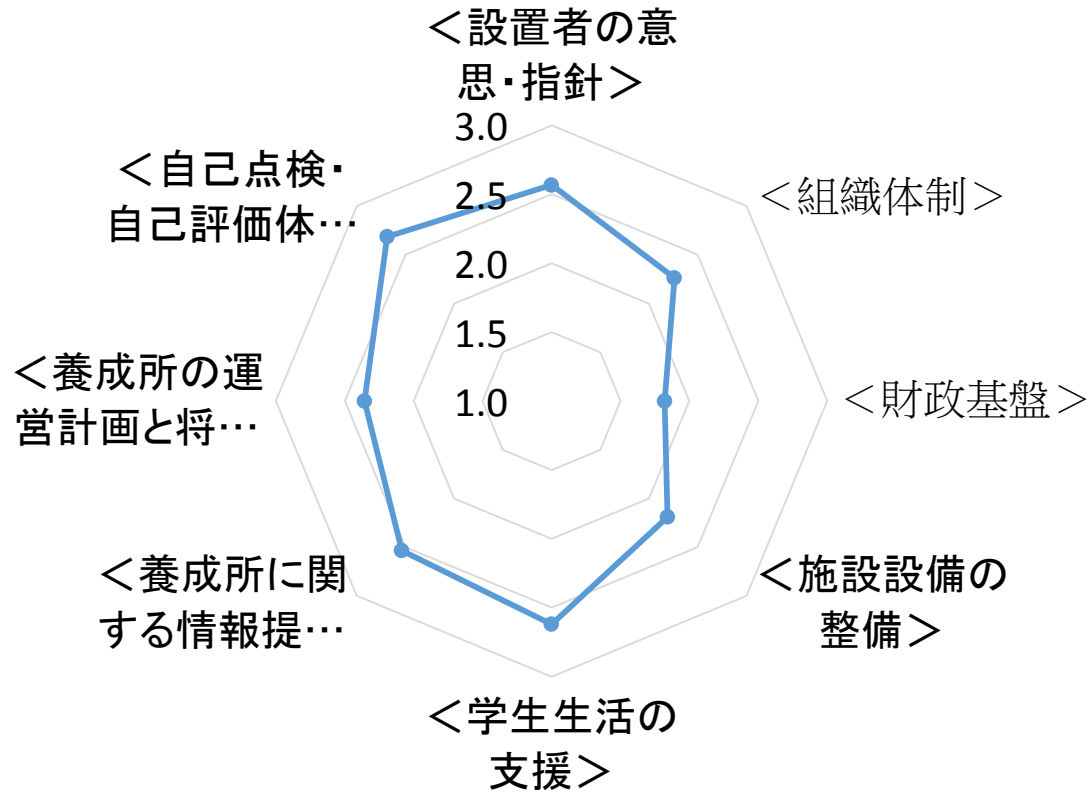 ＜設置者の意
思・指針＞
＜組織体制＞
＜財政基盤＞
＜施設設備の
整備＞
＜学生生活の
支援＞
＜養成所に関
する情報提…
＜養成所の運
営計画と将…
＜自己点検・
自己評価体…
3.0
2.5
2.0
1.5
1.0